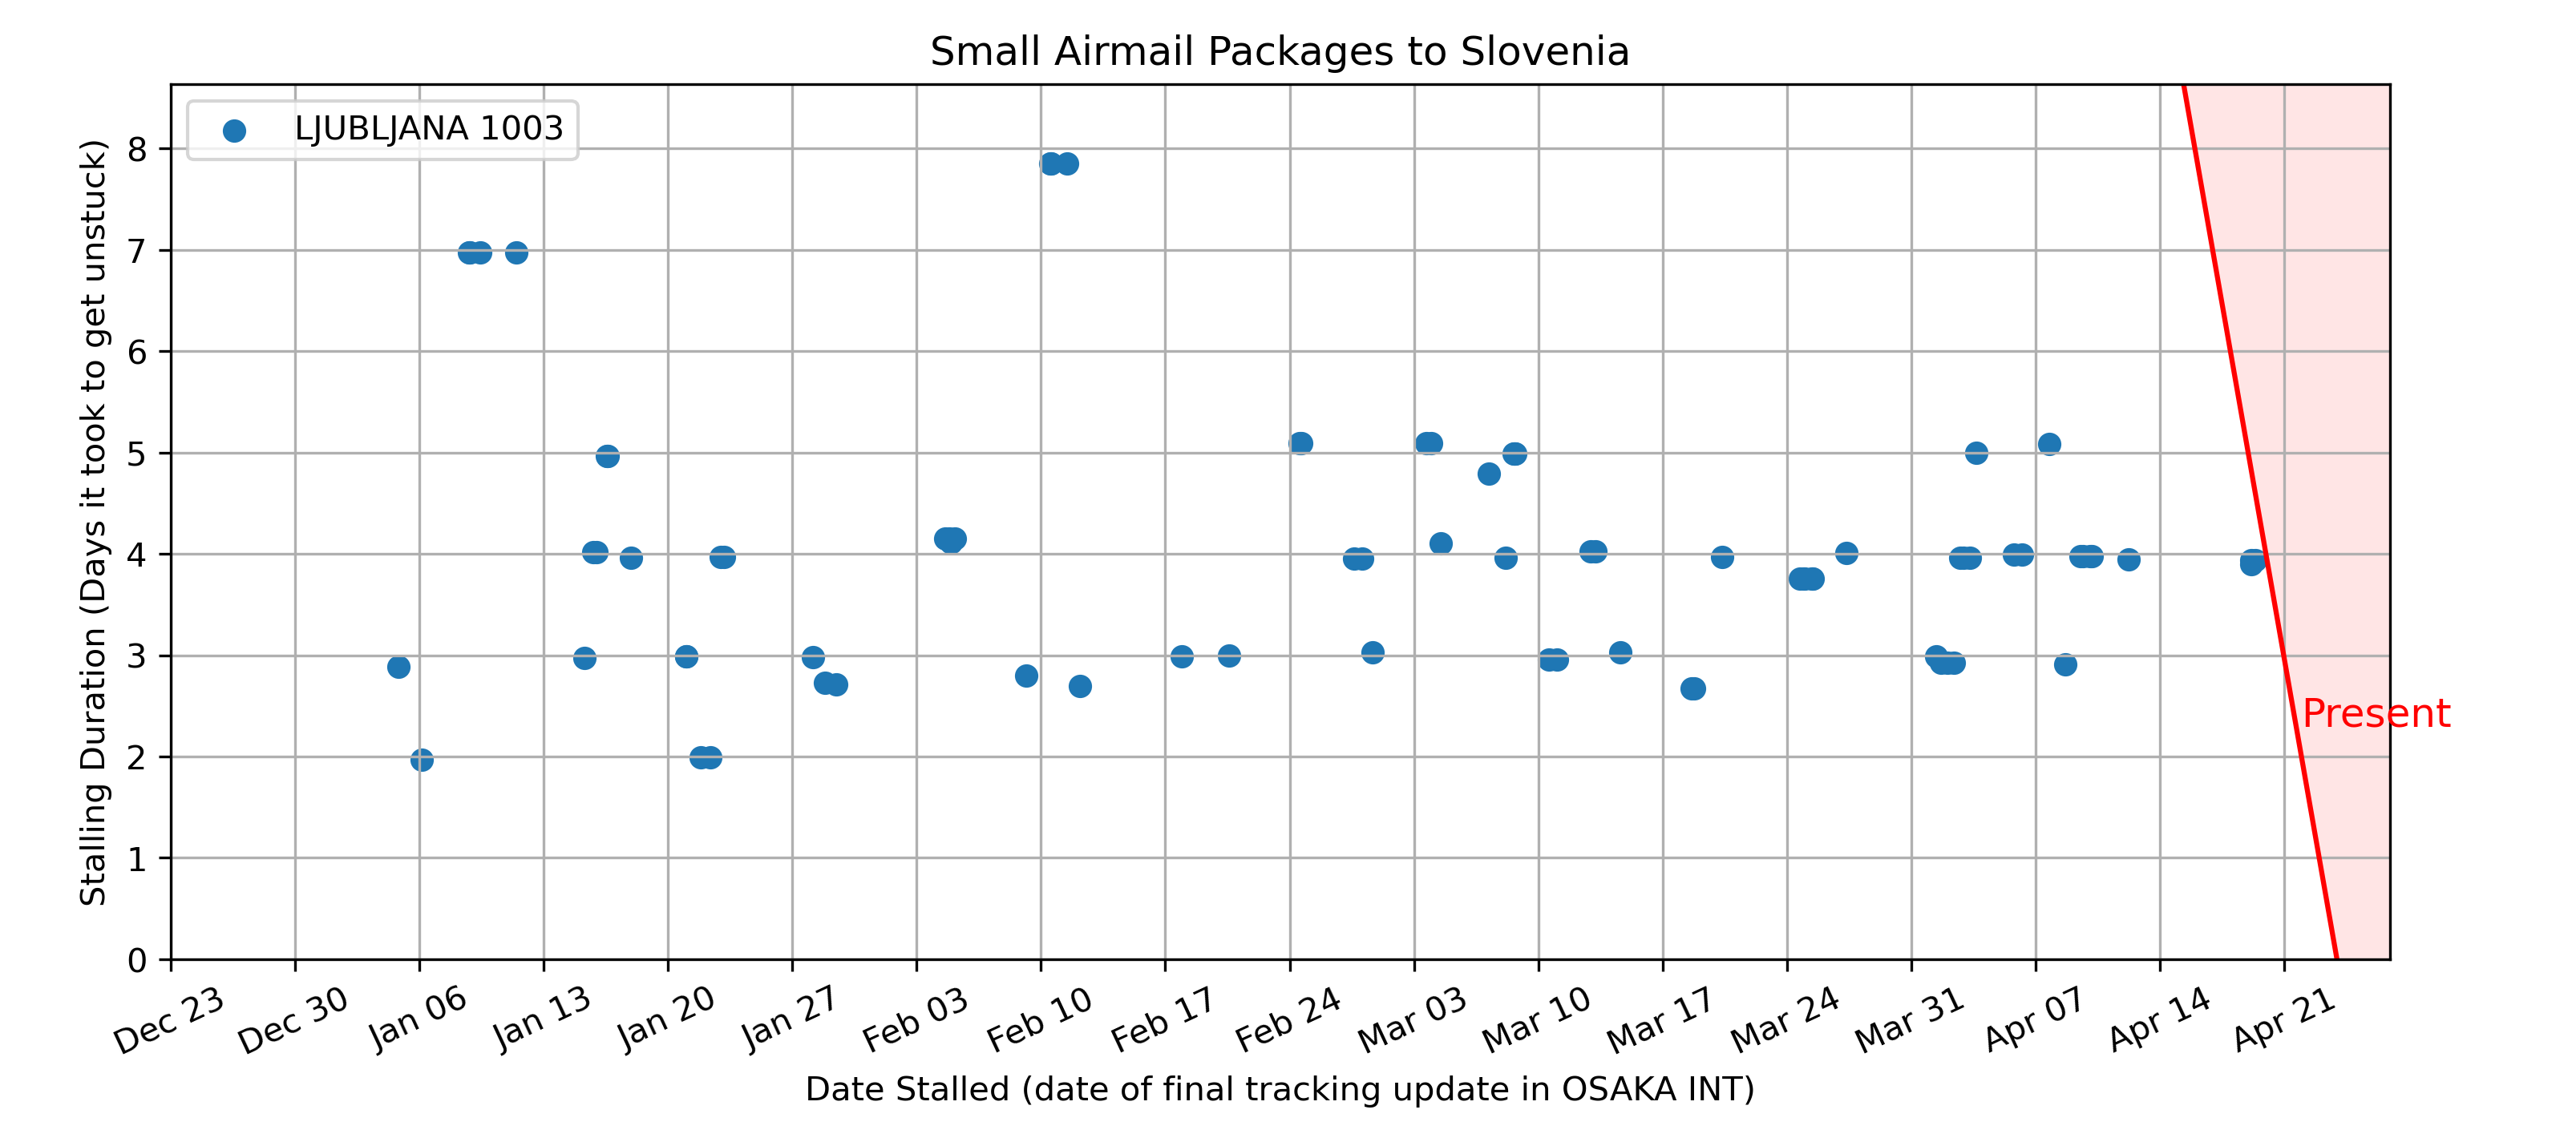 Small Airmail Packages to Slovenia
LJUBLJANA 1003
Stalling Duration (Days it took to get unstuck)
8
7
6
5
4
3
2
1
0
Present
Dec 23
Dec 30
Jan 06
Jan 13
Jan 20
Jan 27
Feb 03
Feb 10
Feb 17
Feb 24
Mar 03
Mar 10
Mar 17
Mar 24
Mar 31
Apr 07
Apr 14
Apr 21
Date Stalled (date of final tracking update in OSAKA INT)